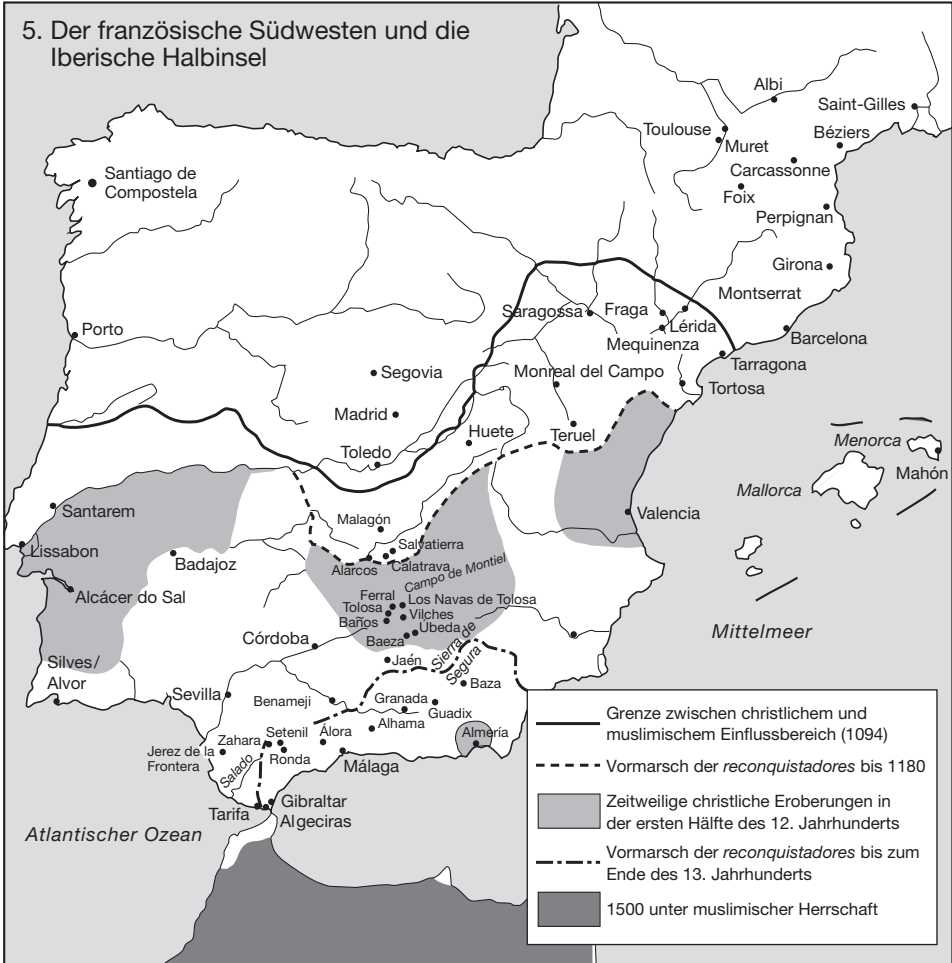 5. Der französische Südwesten und die
Iberische Halbinsel
Albi
Saint-Gilles
Toulouse
Béziers
Muret
Carcassonne
Foix
Perpignan
Santiago de
Compostela
Girona
Montserrat
Saragossa
Fraga
Lérida
Mequinenza
Barcelona
Tarragona
Porto
Segovia
Monreal del Campo
Tortosa
Madrid
Huete
Teruel
Toledo
Menorca
Mahón
Mallorca
Santarem
Malagón
Valencia
Lissabon
Badajoz
Salvatierra
Alarcos
Calatrava
Campo de Montiel
Alcácer do Sal
Ferral
Los Navas de Tolosa
Tolosa
Vilches
Baños
Úbeda
Baeza
Mittelmeer
Córdoba
Jaén
Sierra de
Segura
Silves/
Alvor
Sevilla
Benameji
Granada
Baza
Guadix
Alhama
Almería
Jerez de la
Frontera
Zahara
Setenil
Álora
Ronda
Málaga
Salado
Tarifa
Gibraltar
Algeciras
Atlantischer Ozean
Grenze zwischen christlichem und
muslimischem Einflussbereich (1094)
Vormarsch der reconquistadores bis 1180
Zeitweilige christliche Eroberungen in
der ersten Hälfte des 12. Jahrhunderts
Vormarsch der reconquistadores bis zum
Ende des 13. Jahrhunderts
1500 unter muslimischer Herrschaft